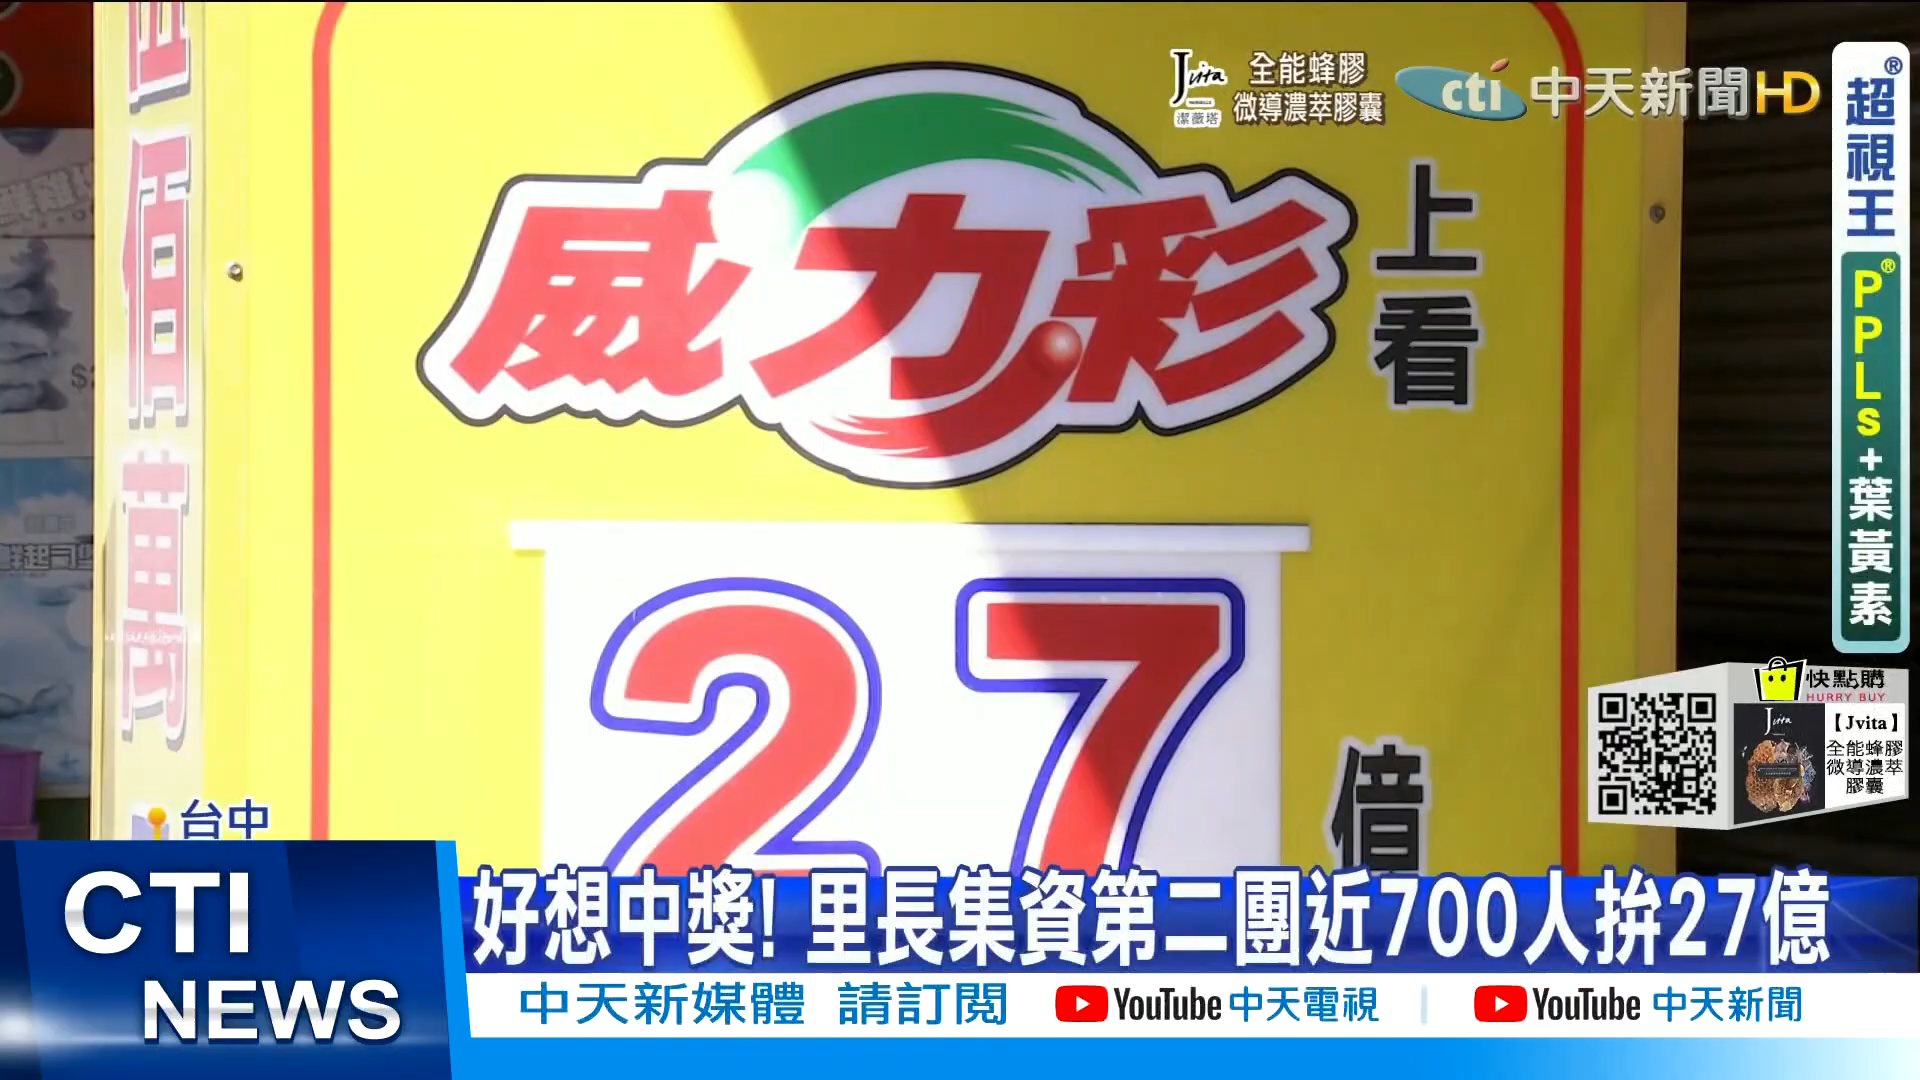 佰
萬
Jvita
潔薇塔
全能蜂膠
微導濃萃膠囊
cti 中天新聞HD
威力彩
上看
27
億
超視王®
PPLs®+葉黃素
快點購
HURRY BUY
Jvita
【Jvita】
全能蜂膠
微導濃萃
膠囊
台中
CTI
NEWS
好想中獎! 里長集資第二團近700人拚27億
中天新媒體 請訂閱 YouTube 中天電視 | YouTube 中天新聞